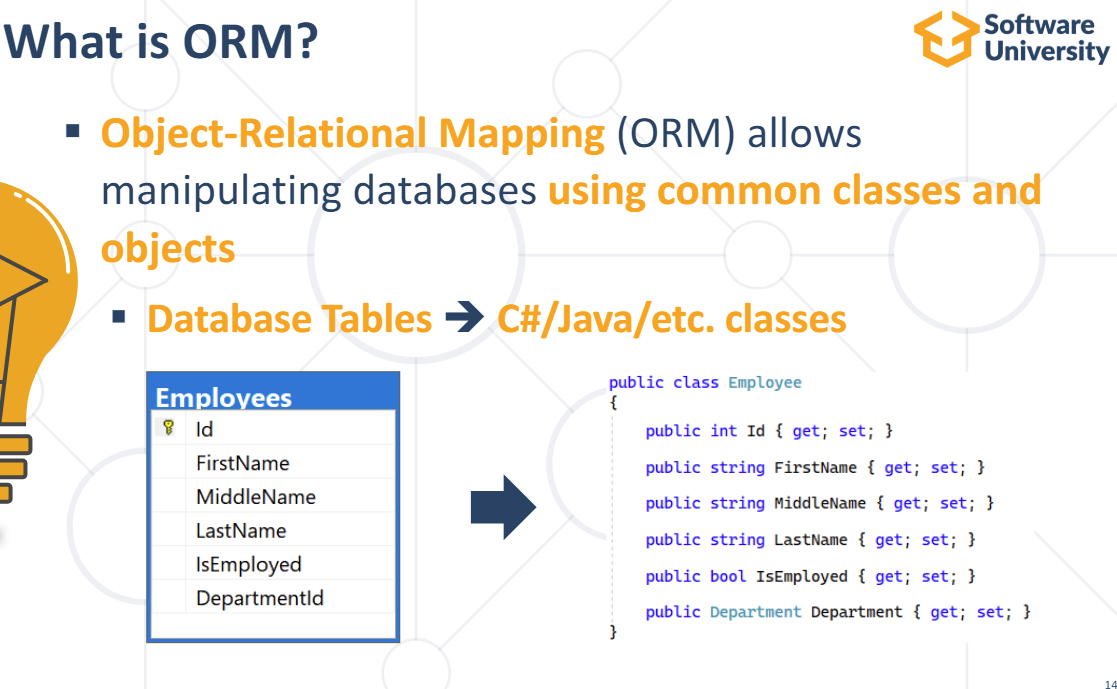 What is ORM?
Software
University
▪ Object-Relational Mapping (ORM) allows
manipulating databases using common classes and
objects
▪ Database Tables ➔ C#/Java/etc. classes
Employees
Id
FirstName
MiddleName
LastName
IsEmployed
DepartmentId
public class Employee
{
public int Id { get; set; }
public string FirstName { get; set; }
public string MiddleName { get; set; }
public string LastName { get; set; }
public bool IsEmployed { get; set; }
public Department Department { get; set; }
}
14